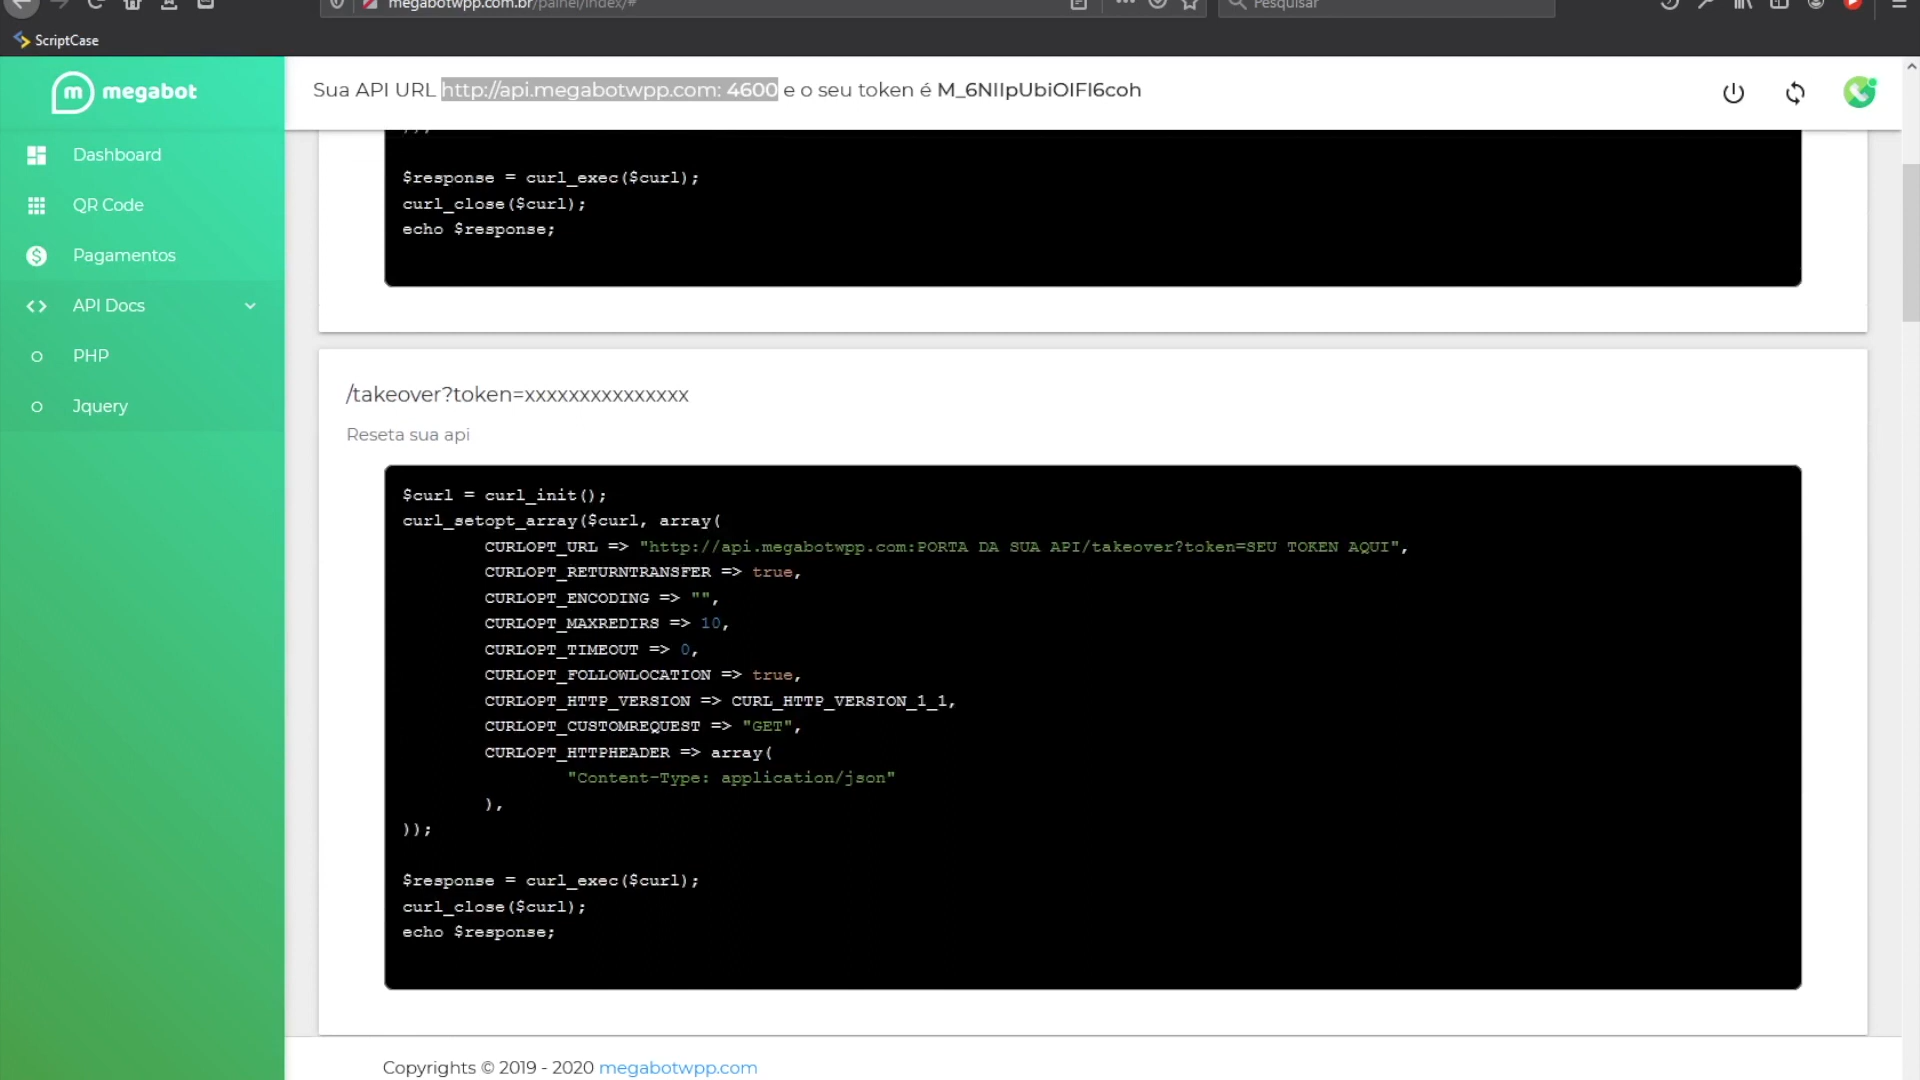 megabotwpp.com.br/painel/index/#
Pesquisar
ScriptCase
megabot
Sua API URL http://api.megabotwpp.com: 4600 e o seu token é M_6NIIpUbiOIFI6coh
Dashboard
QR Code
Pagamentos
API Docs
PHP
Jquery
));
$response = curl_exec($curl);
curl_close($curl);
echo $response;
/takeover?token=xxxxxxxxxxxxxxx
Reseta sua api
$curl = curl_init();
curl_setopt_array($curl, array(
CURLOPT_URL => "http://api.megabotwpp.com:PORTA DA SUA API/takeover?token=SEU TOKEN AQUI",
CURLOPT_RETURNTRANSFER => true,
CURLOPT_ENCODING => "",
CURLOPT_MAXREDIRS => 10,
CURLOPT_TIMEOUT => 0,
CURLOPT_FOLLOWLOCATION => true,
CURLOPT_HTTP_VERSION => CURL_HTTP_VERSION_1_1,
CURLOPT_CUSTOMREQUEST => "GET",
CURLOPT_HTTPHEADER => array(
"Content-Type: application/json"
),
));
$response = curl_exec($curl);
curl_close($curl);
echo $response;
Copyrights © 2019 - 2020 megabotwpp.com